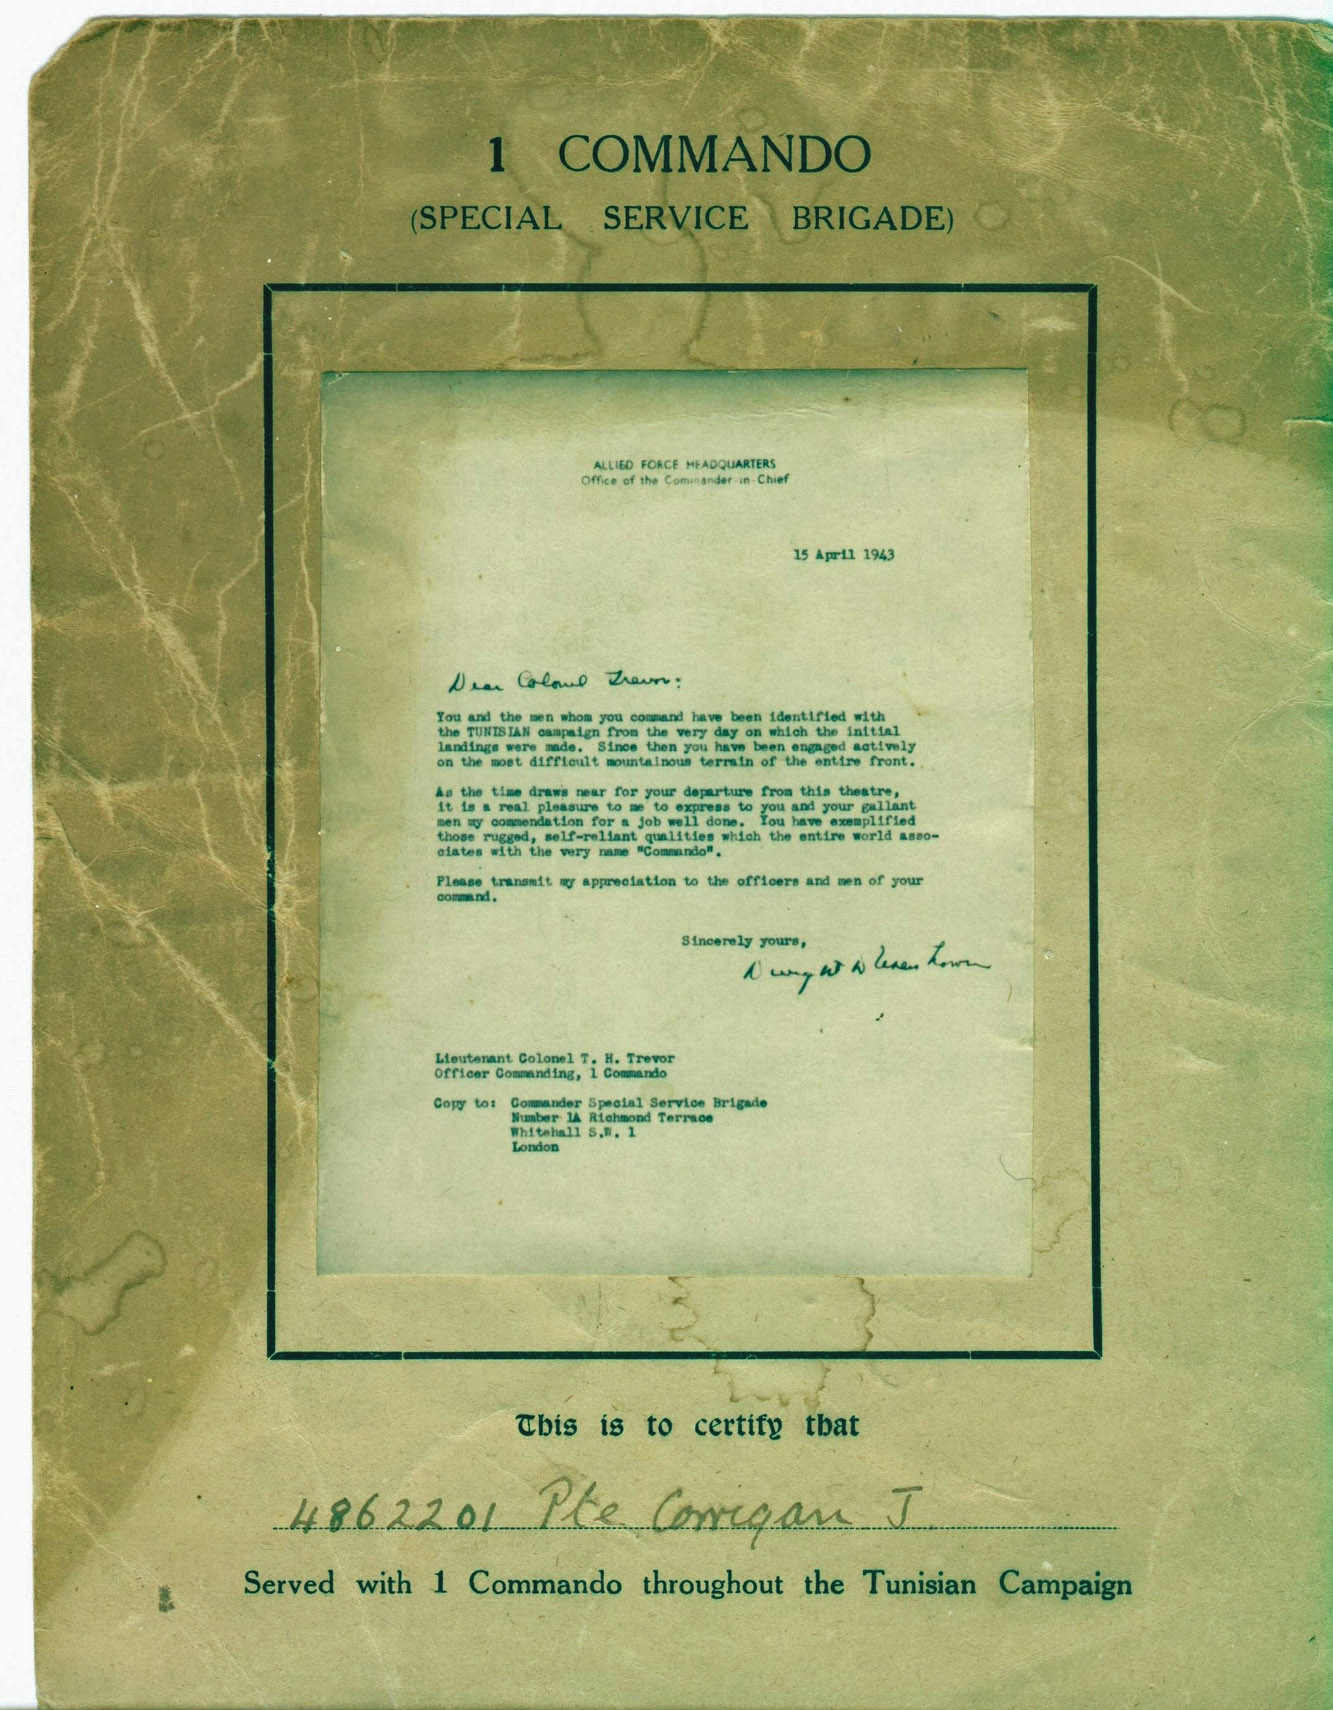 1 COMMANDO
(SPECIAL SERVICE BRIGADE)
ALLIED FORCE HEADQUARTERS
Office of the Commander-in-Chief
15 April 1943
Dear Colonel Trevor:
You and the men whom you command have been identified with
the TUNISIAN campaign from the very day on which the initial
landings were made. Since then you have been engaged actively
on the most difficult mountainous terrain of the entire front.
As the time draws near for your departure from this theatre,
it is a real pleasure to me to express to you and your gallant
men my commendation for a job well done. You have exemplified
those rugged, self-reliant qualities which the entire world asso-
ciates with the very name "Commando".
Please transmit my appreciation to the officers and men of your
command.
Sincerely yours,
Dwight D Eisenhower
Lieutenant Colonel T. H. Trevor
Officer Commanding, 1 Commando
Copy to: Commander Special Service Brigade
Number 1A Richmond Terrace
Whitehall S.W. 1
London
This is to certify that
4862201 Pte Corrigan J.
Served with 1 Commando throughout the Tunisian Campaign